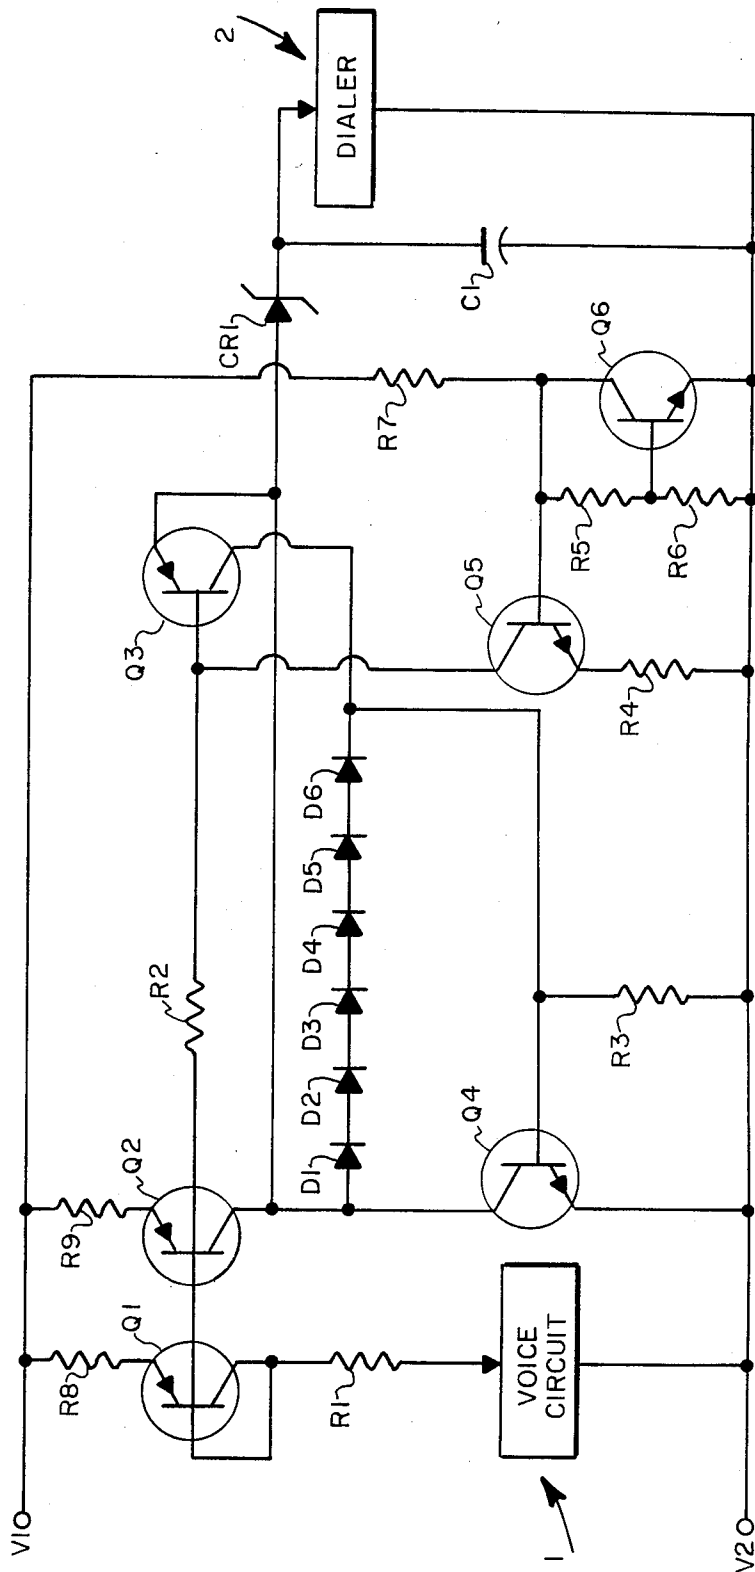 V1
R8
Q1
R9
Q2
R2
Q3
CR1
2
DIALER
R1
D1
D2
D3
D4
D5
D6
R7
C1
1
VOICE
CIRCUIT
Q4
R3
Q5
R4
R5
R6
Q6
V2